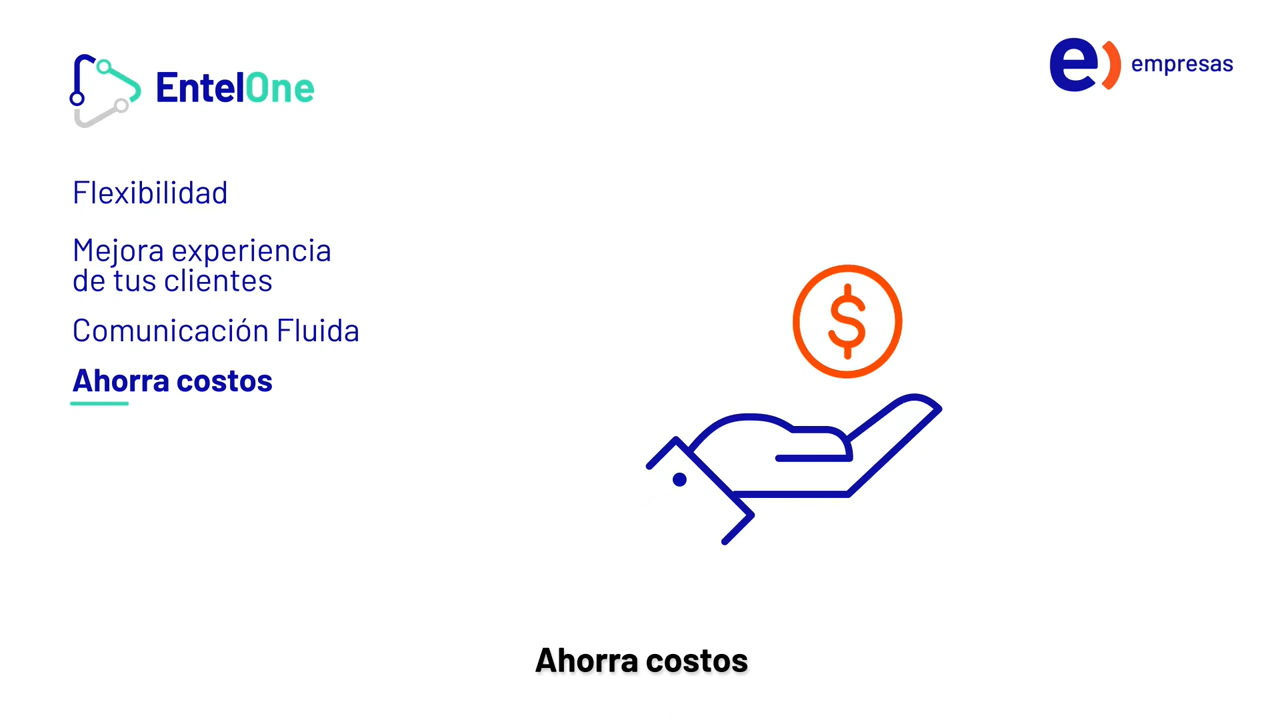 EntelOne
e) empresas
Flexibilidad
Mejora experiencia
de tus clientes
Comunicación Fluida
Ahorra costos
$
Ahorra costos